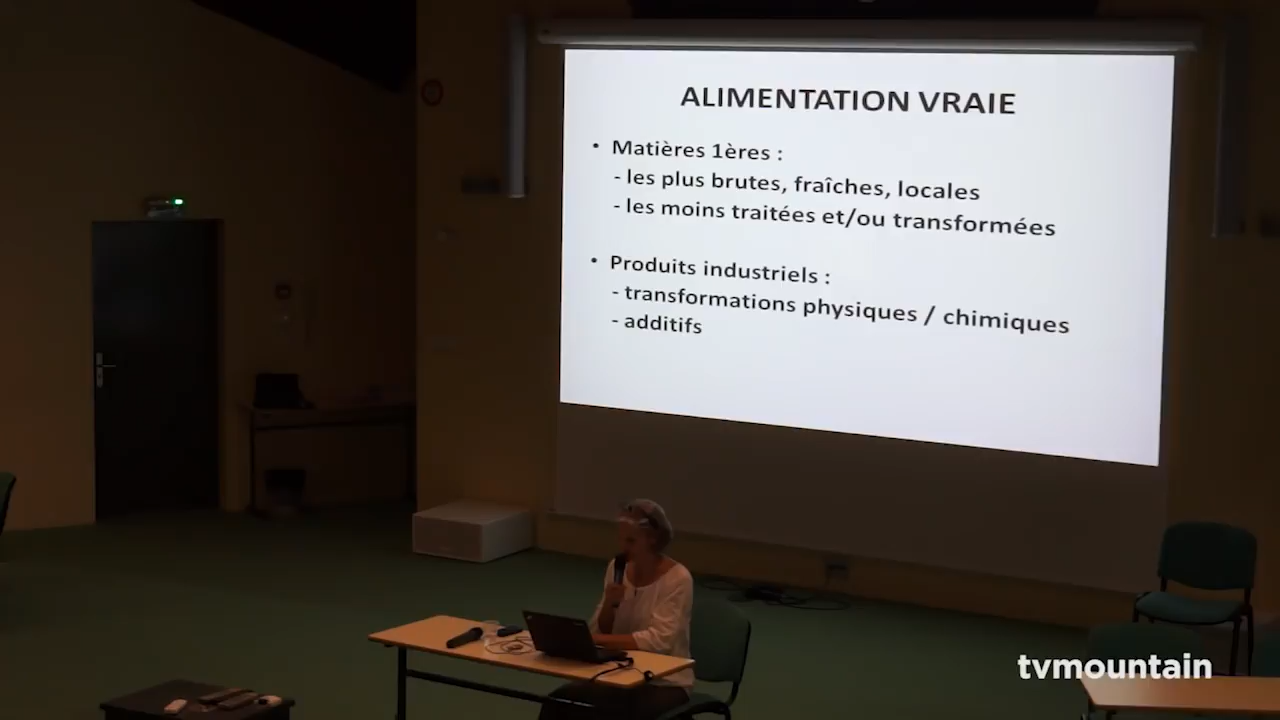 ALIMENTATION VRAIE
• Matières 1ères :
- les plus brutes, fraîches, locales
- les moins traitées et/ou transformées
• Produits industriels :
- transformations physiques / chimiques
- additifs
tvmountain